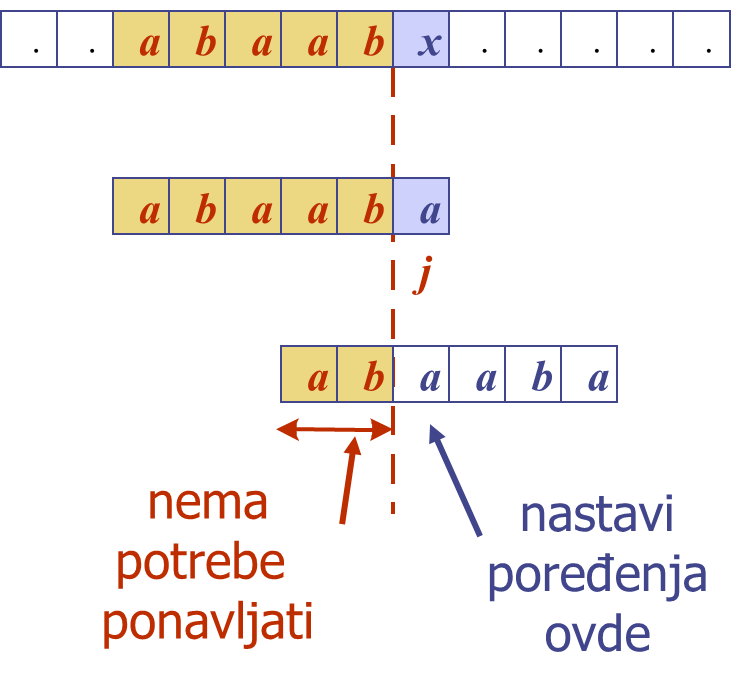 . . a b a a b x . . . . .
a b a a b a
j
a b a a b a
nema
potrebe
ponavljati
nastavi
poređenja
ovde